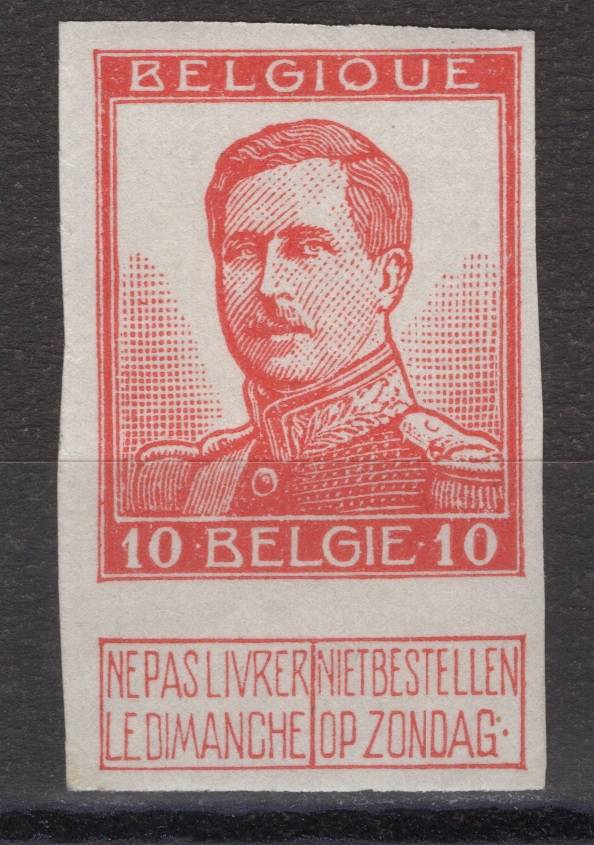 BELGIQUE
10·BELGIE·10
NE PAS LIVRER
LE DIMANCHE
NIET BESTELLEN
OP ZONDAG·